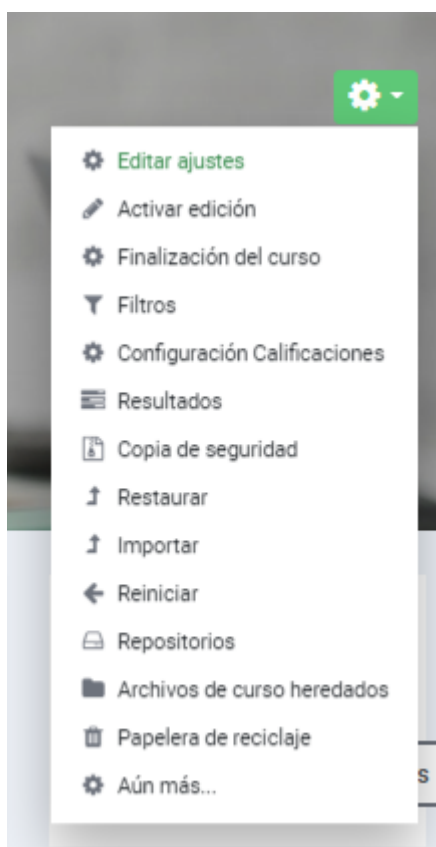 Editar ajustes
Activar edición
Finalización del curso
Filtros
Configuración Calificaciones
Resultados
Copia de seguridad
Restaurar
Importar
Reiniciar
Repositorios
Archivos de curso heredados
Papelera de reciclaje
Aún más...
s